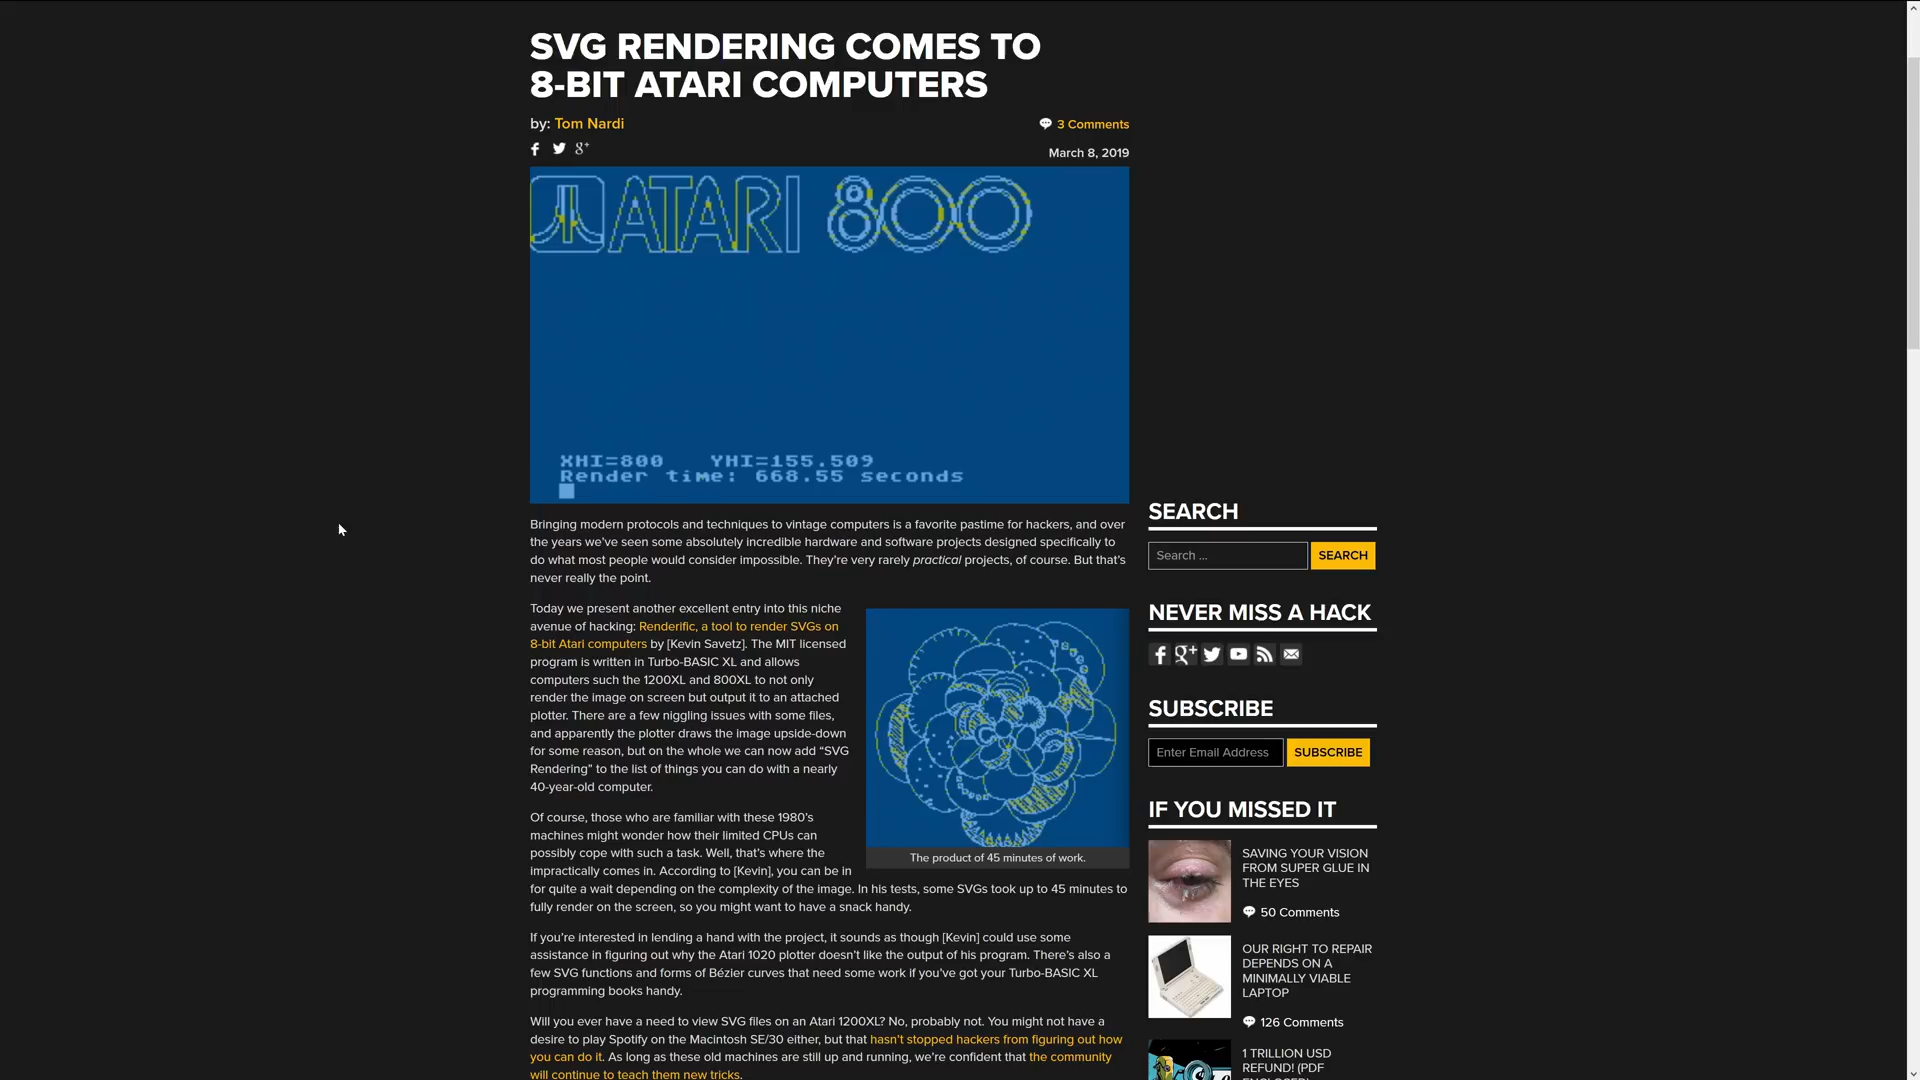 SVG RENDERING COMES TO
8-BIT ATARI COMPUTERS
by: Tom Nardi
3 Comments
March 8, 2019
ATARI 800
XHI=800 YHI=155.509
Render time: 668.55 seconds
Bringing modern protocols and techniques to vintage computers is a favorite pastime for hackers, and over
the years we've seen some absolutely incredible hardware and software projects designed specifically to
do what most people would consider impossible. They're very rarely practical projects, of course. But that's
never really the point.
Today we present another excellent entry into this niche
avenue of hacking: Renderific, a tool to render SVGs on
8-bit Atari computers by [Kevin Savetz]. The MIT licensed
program is written in Turbo-BASIC XL and allows
computers such the 1200XL and 800XL to not only
render the image on screen but output it to an attached
plotter. There are a few niggling issues with some files,
and apparently the plotter draws the image upside-down
for some reason, but on the whole we can now add “SVG
Rendering” to the list of things you can do with a nearly
40-year-old computer.
The product of 45 minutes of work.
Of course, those who are familiar with these 1980's
machines might wonder how their limited CPUs can
possibly cope with such a task. Well, that's where the
impractically comes in. According to [Kevin], you can be in
for quite a wait depending on the complexity of the image. In his tests, some SVGs took up to 45 minutes to
fully render on the screen, so you might want to have a snack handy.
If you're interested in lending a hand with the project, it sounds as though [Kevin] could use some
assistance in figuring out why the Atari 1020 plotter doesn't like the output of his program. There's also a
few SVG functions and forms of Bézier curves that need some work if you've got your Turbo-BASIC XL
programming books handy.
Will you ever have a need to view SVG files on an Atari 1200XL? No, probably not. You might not have a
desire to play Spotify on the Macintosh SE/30 either, but that hasn't stopped hackers from figuring out how
you can do it. As long as these old machines are still up and running, we're confident that the community
will continue to teach them new tricks.
SEARCH
Search ...
SEARCH
NEVER MISS A HACK
SUBSCRIBE
Enter Email Address
SUBSCRIBE
IF YOU MISSED IT
SAVING YOUR VISION
FROM SUPER GLUE IN
THE EYES
50 Comments
OUR RIGHT TO REPAIR
DEPENDS ON A
MINIMALLY VIABLE
LAPTOP
126 Comments
1 TRILLION USD
REFUND! (PDF
ENCLOSED)